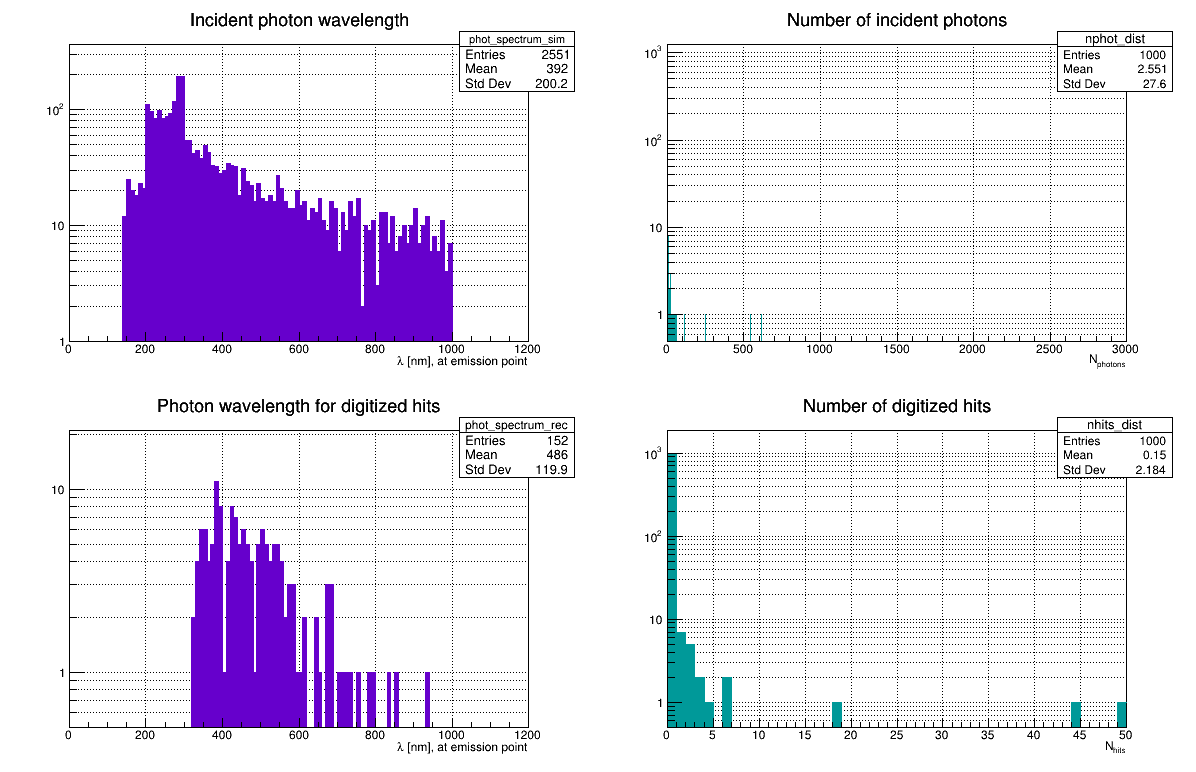 Incident photon wavelength
phot_spectrum_sim
Entries 2551
Mean 392
Std Dev 200.2
10²
10
1
0 200 400 600 800 1000 1200
λ [nm], at emission point
Number of incident photons
nphot_dist
Entries 1000
Mean 2.551
Std Dev 27.6
10³
10²
10
1
0 500 1000 1500 2000 2500 3000
N_photons
Photon wavelength for digitized hits
phot_spectrum_rec
Entries 152
Mean 486
Std Dev 119.9
10
1
0 200 400 600 800 1000 1200
λ [nm], at emission point
Number of digitized hits
nhits_dist
Entries 1000
Mean 0.15
Std Dev 2.184
10³
10²
10
1
0 5 10 15 20 25 30 35 40 45 50
N_hits